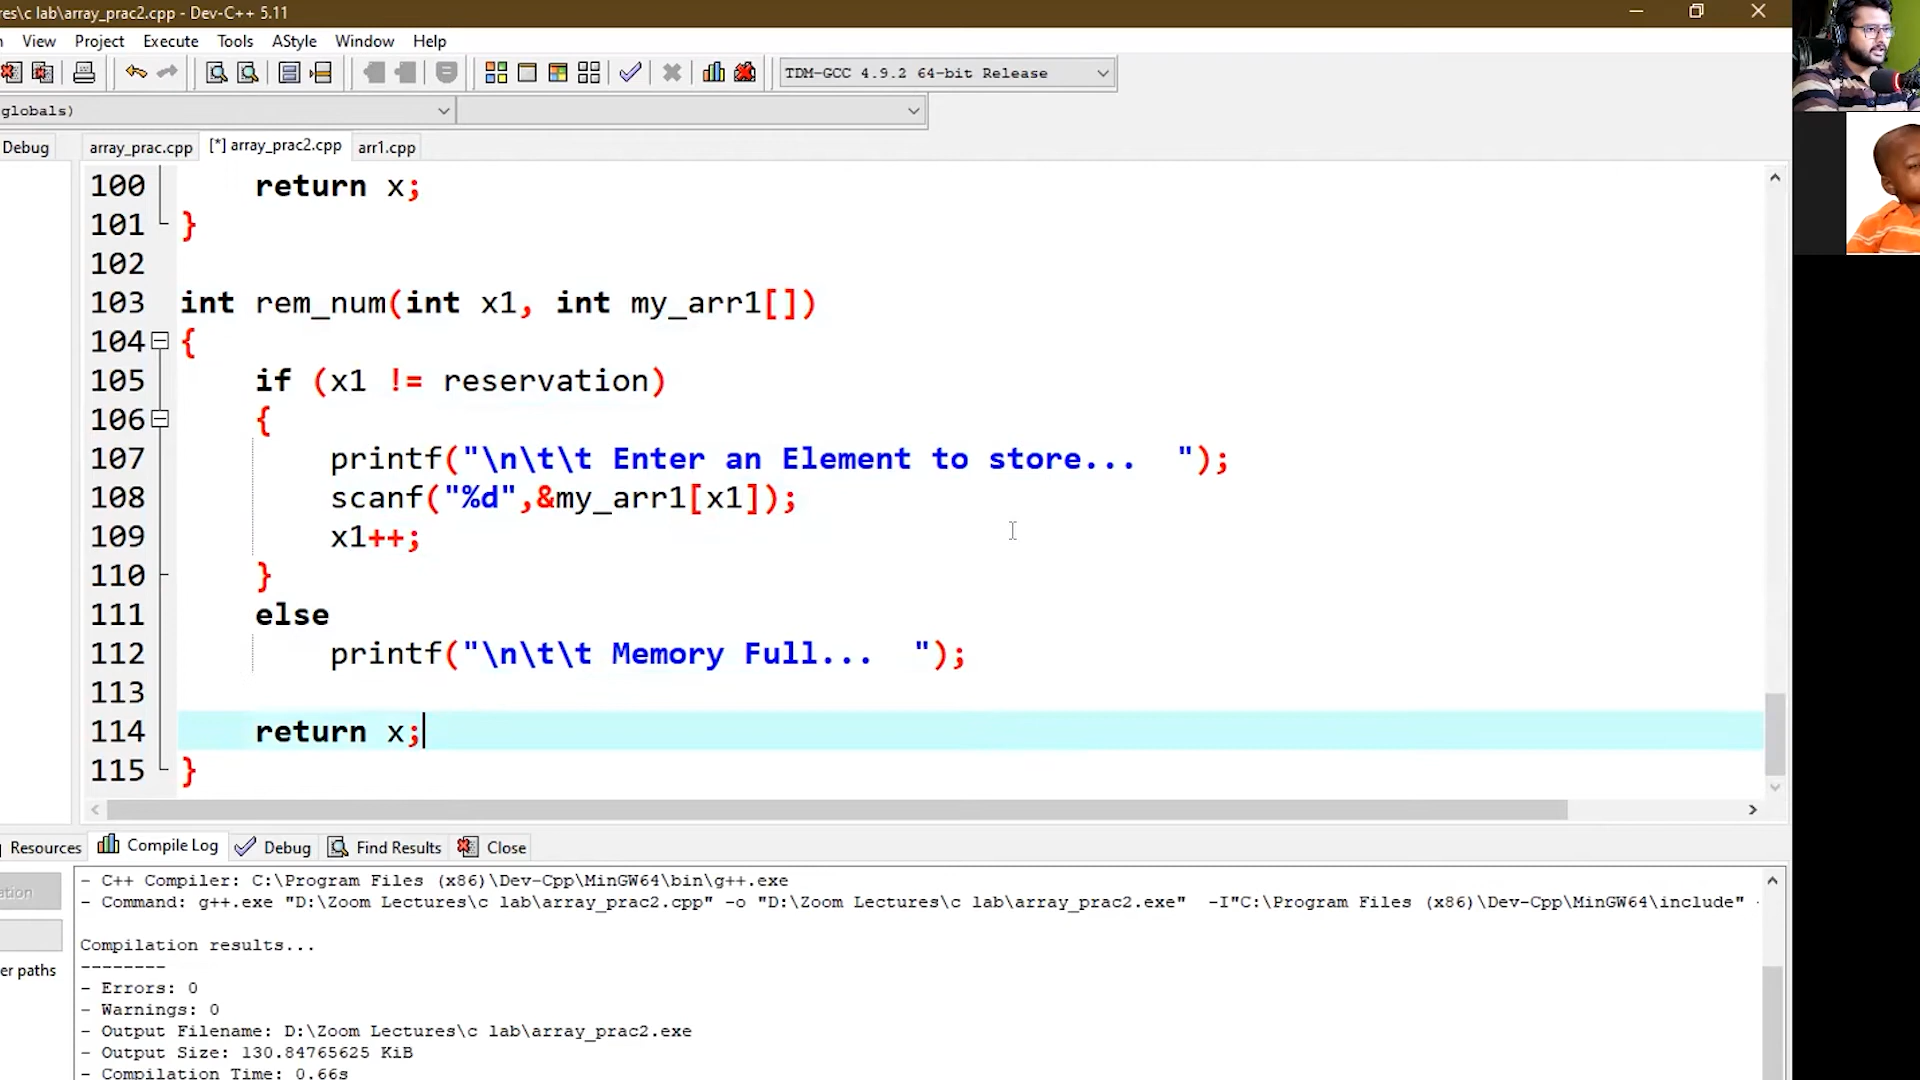 es\c lab\array_prac2.cpp - Dev-C++ 5.11
View Project Execute Tools AStyle Window Help
TDM-GCC 4.9.2 64-bit Release
globals)
Debug array_prac.cpp [*] array_prac2.cpp arr1.cpp
100 return x;
101 }
102
103 int rem_num(int x1, int my_arr1[])
104 {
105 if (x1 != reservation)
106 {
107 printf("\n\t\t Enter an Element to store... ");
108 scanf("%d",&my_arr1[x1]);
109 x1++;
110 }
111 else
112 printf("\n\t\t Memory Full... ");
113
114 return x;
115 }
Resources Compile Log Debug Find Results Close
- C++ Compiler: C:\Program Files (x86)\Dev-Cpp\MinGW64\bin\g++.exe
- Command: g++.exe "D:\Zoom Lectures\c lab\array_prac2.cpp" -o "D:\Zoom Lectures\c lab\array_prac2.exe" -I"C:\Program Files (x86)\Dev-Cpp\MinGW64\include" -
Compilation results...
--------
er paths
- Errors: 0
- Warnings: 0
- Output Filename: D:\Zoom Lectures\c lab\array_prac2.exe
- Output Size: 130.84765625 KiB
- Compilation Time: 0.66s